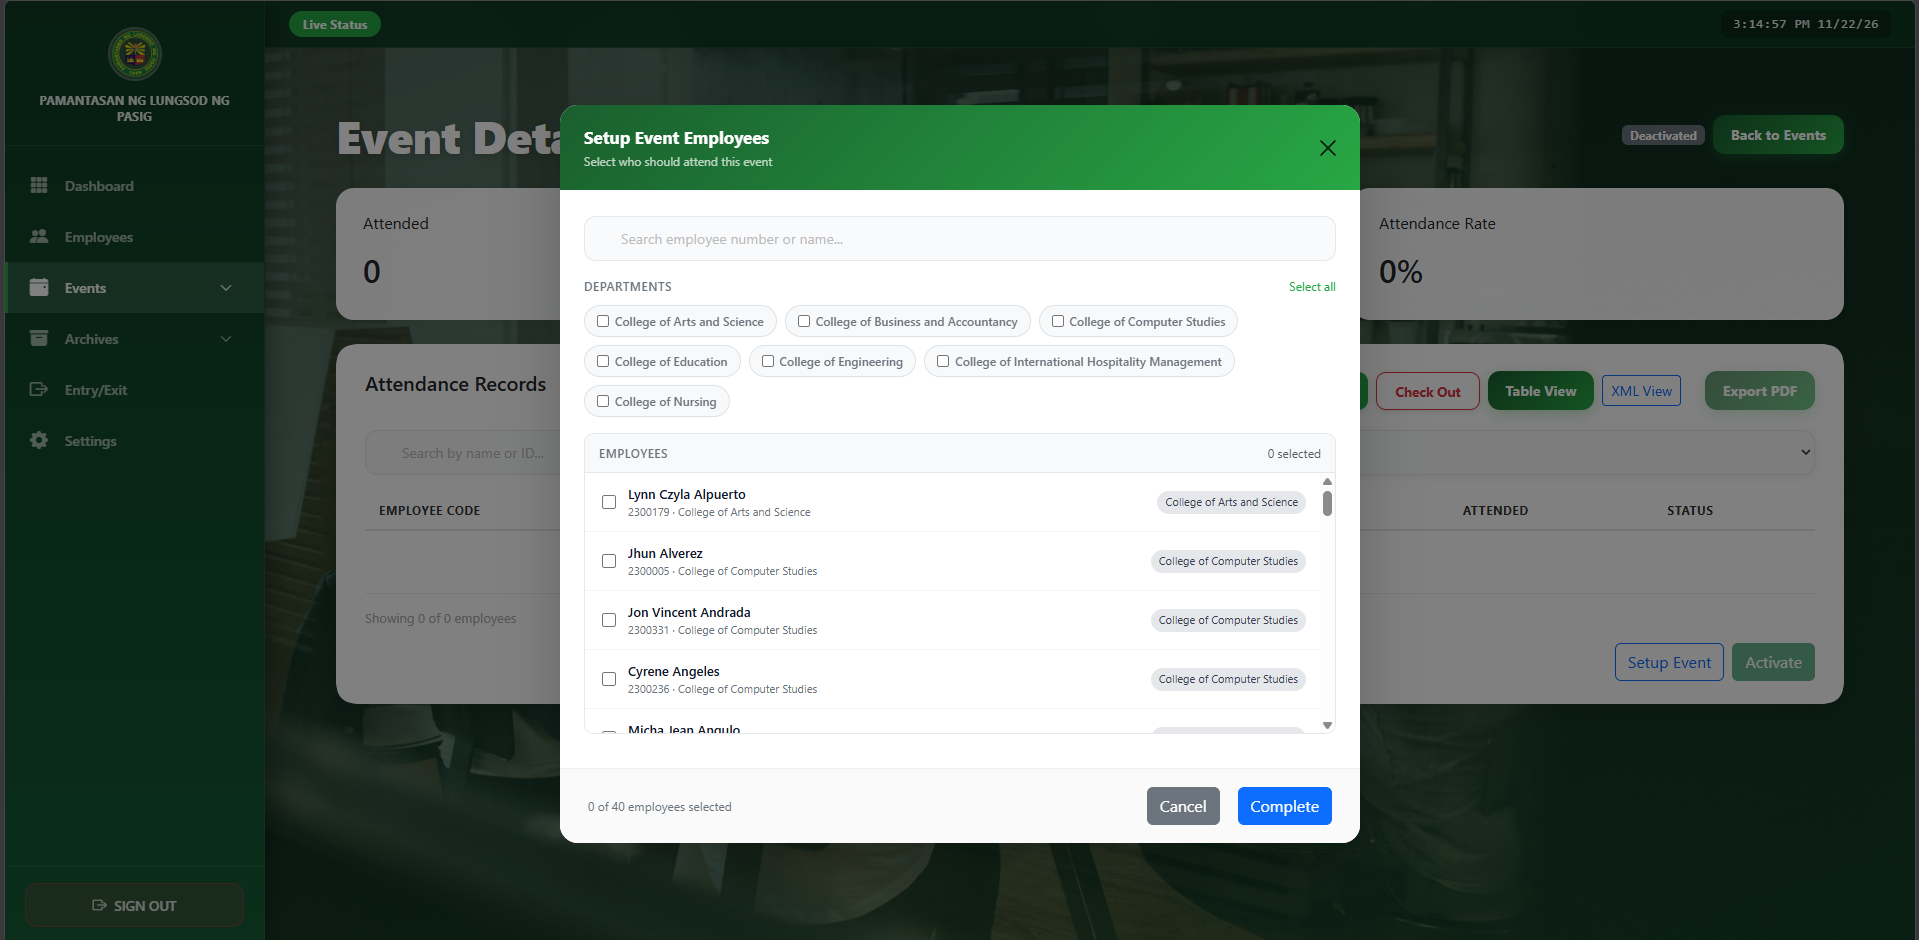 PAMANTASAN NG LUNGSOD NG
PASIG
Dashboard
Employees
Events
Archives
Entry/Exit
Settings
SIGN OUT
Live Status
3:14:57 PM 11/22/26
Event Deta
Deactivated
Back to Events
Attended
0
Attendance Rate
0%
Attendance Records
Check Out
Table View
XML View
Export PDF
Search by name or ID...
EMPLOYEE CODE
ATTENDED
STATUS
Showing 0 of 0 employees
Setup Event
Activate
Setup Event Employees
Select who should attend this event
Search employee number or name...
DEPARTMENTS
Select all
College of Arts and Science
College of Business and Accountancy
College of Computer Studies
College of Education
College of Engineering
College of International Hospitality Management
College of Nursing
EMPLOYEES
0 selected
Lynn Czyla Alpuerto
2300179 · College of Arts and Science
College of Arts and Science
Jhun Alverez
2300005 · College of Computer Studies
College of Computer Studies
Jon Vincent Andrada
2300331 · College of Computer Studies
College of Computer Studies
Cyrene Angeles
2300236 · College of Computer Studies
College of Computer Studies
Micha Jean Angulo
0 of 40 employees selected
Cancel
Complete